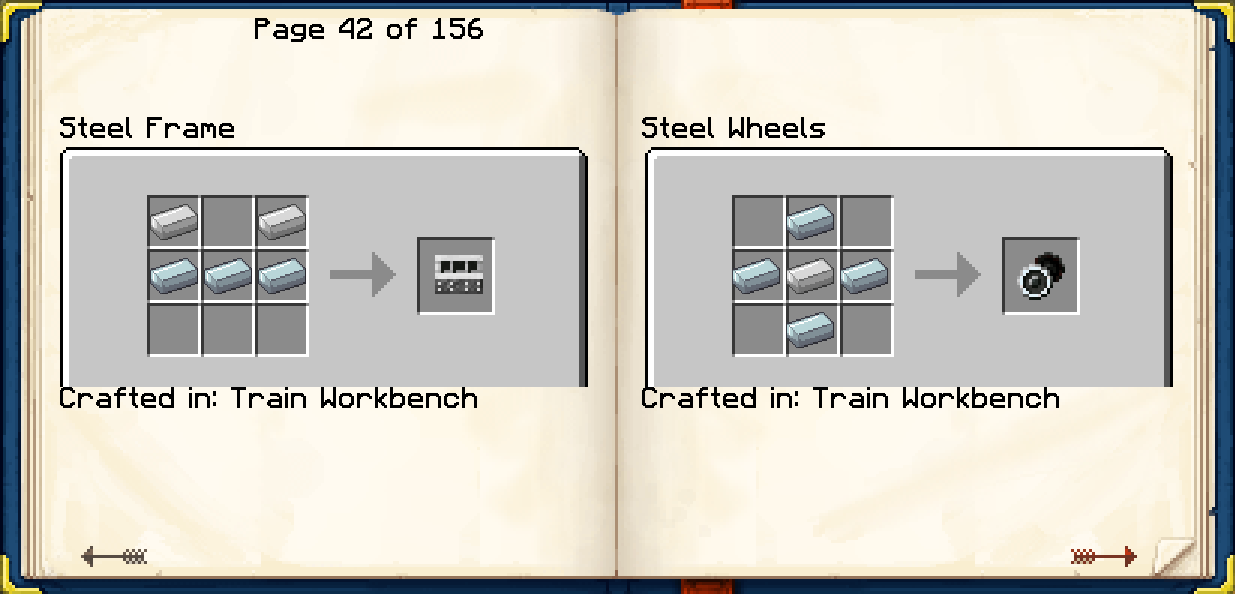 Page 42 of 156
Steel Frame
Crafted in: Train Workbench
Steel Wheels
Crafted in: Train Workbench